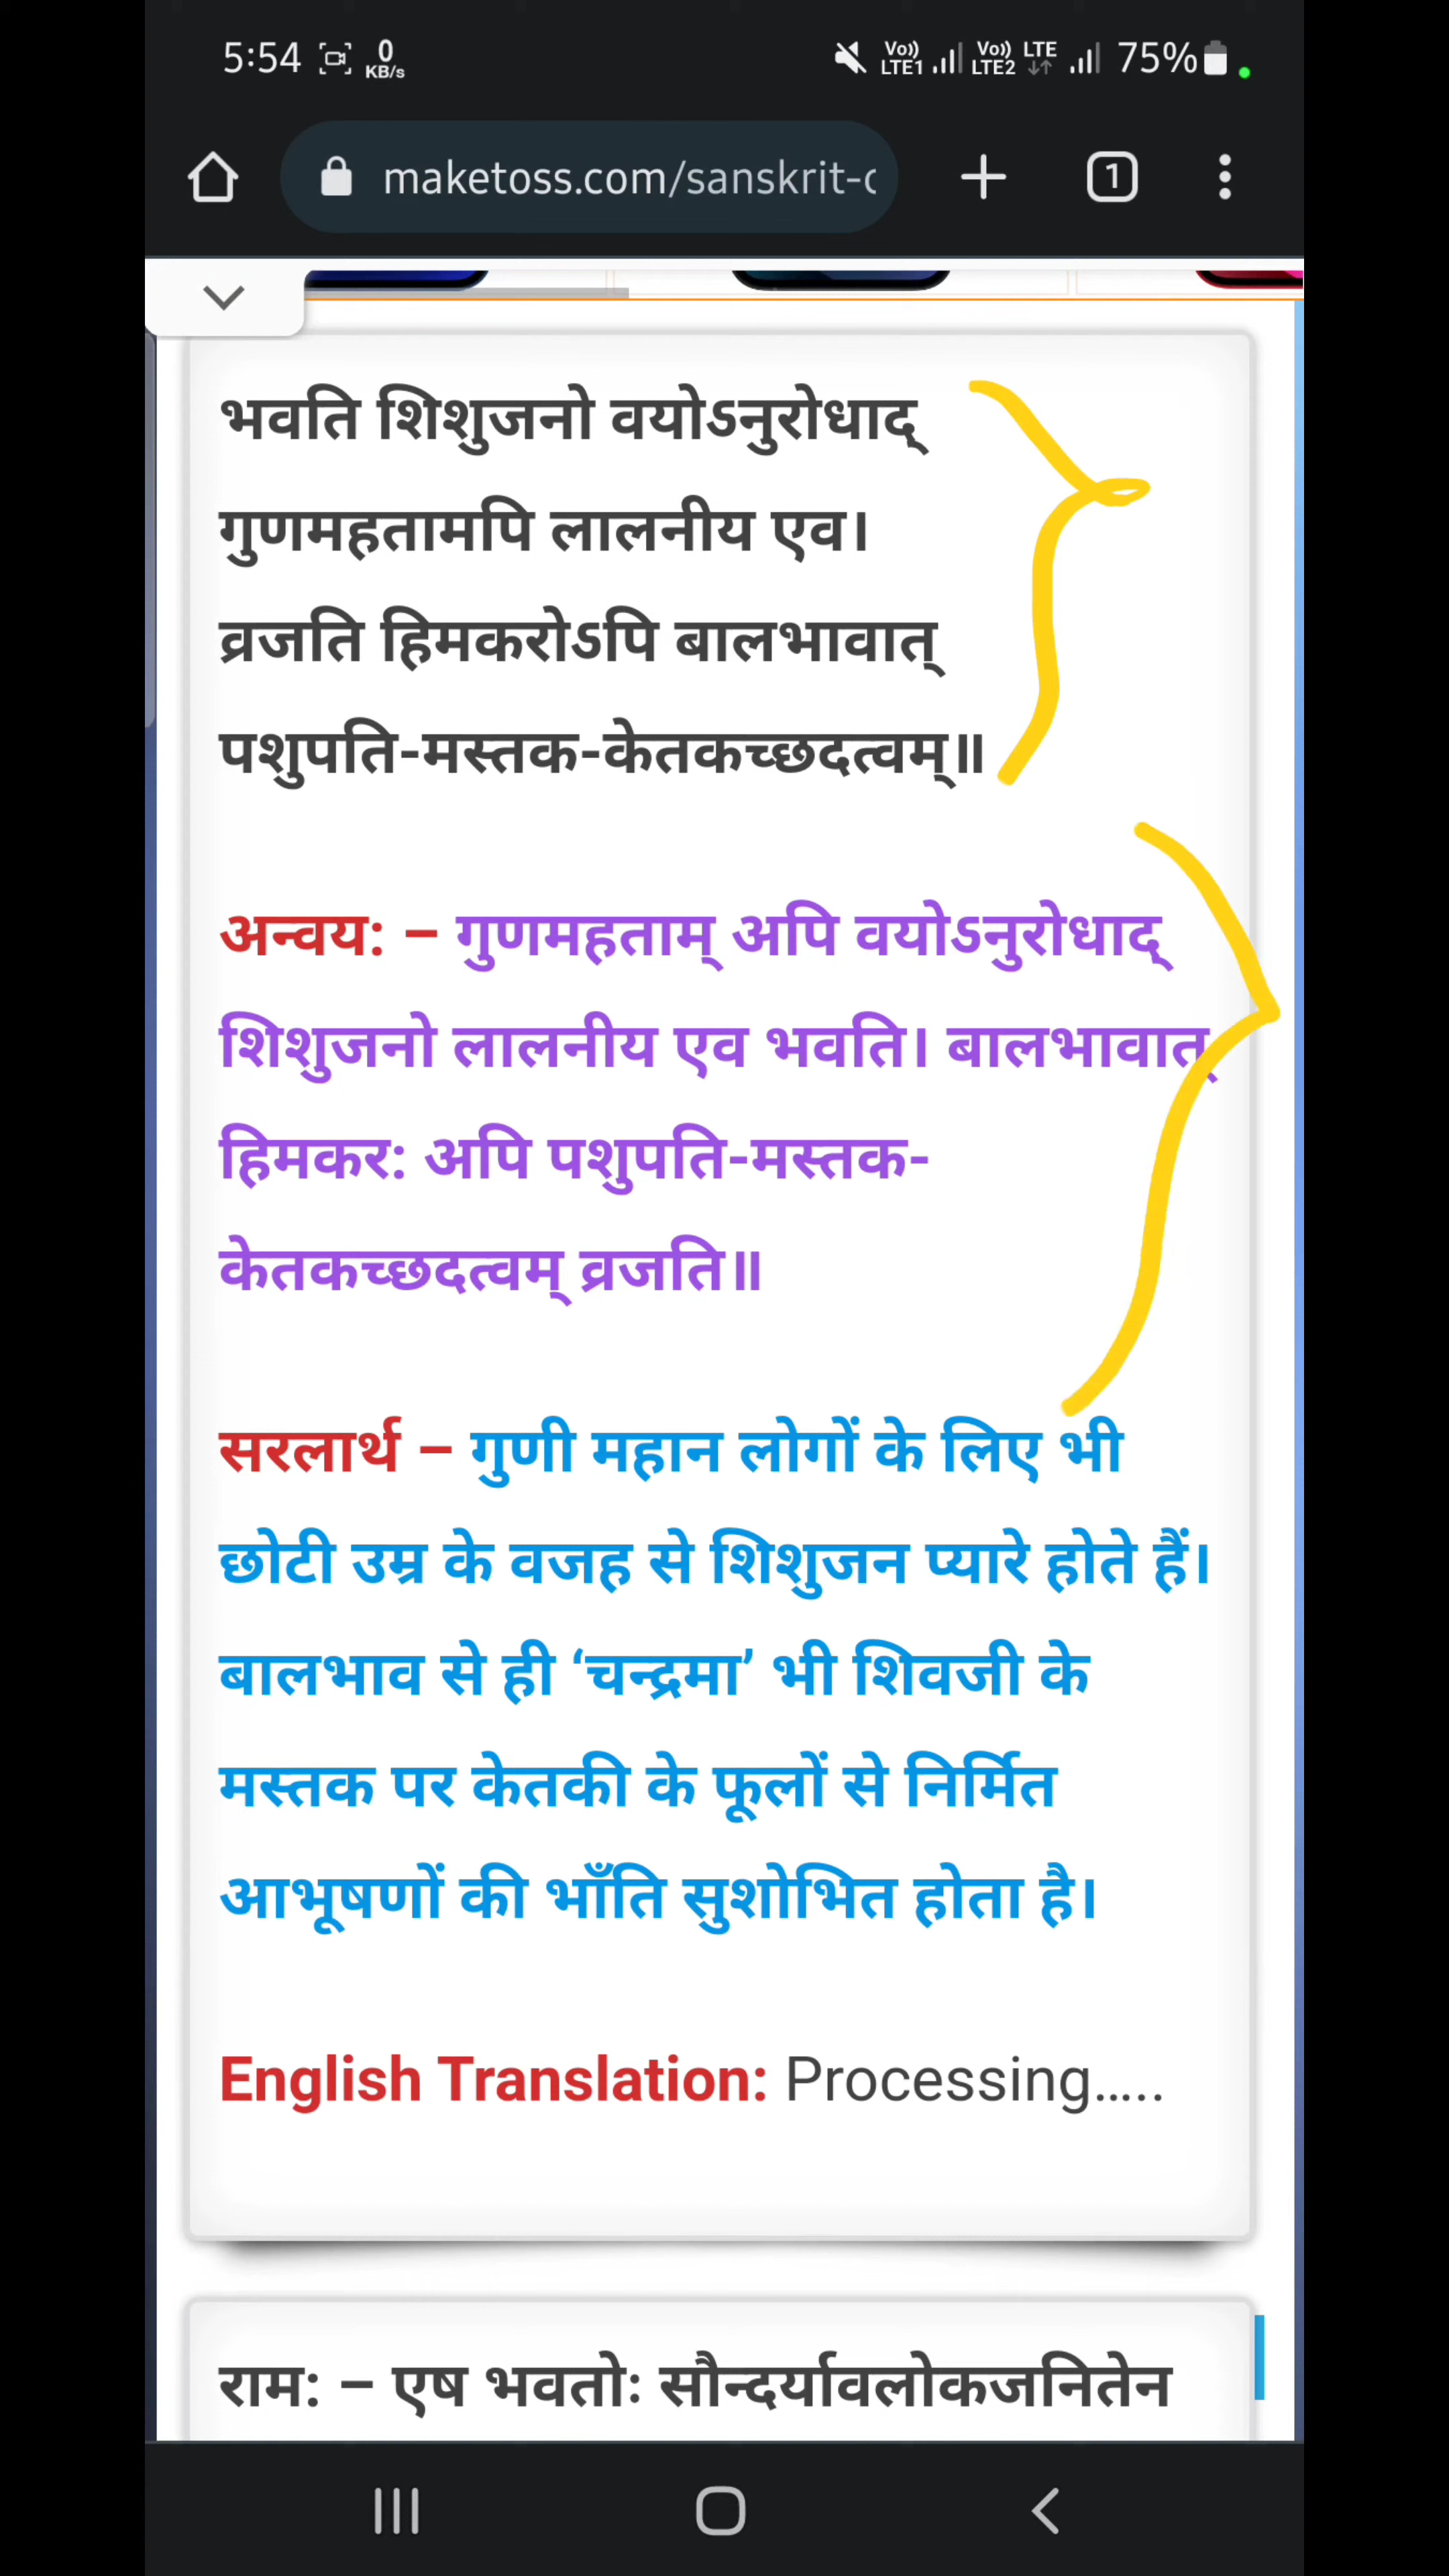 5:54 0 KB/s Vo)) LTE1 Vo)) LTE2 LTE 75%
maketoss.com/sanskrit-c 1
भवति शिशुजनो वयोऽनुरोधाद्
गुणमहतामपि लालनीय एव।
व्रजति हिमकरोऽपि बालभावात्
पशुपति-मस्तक-केतकच्छदत्वम्॥
अन्वय: – गुणमहताम् अपि वयोऽनुरोधाद्
शिशुजनो लालनीय एव भवति। बालभावात्
हिमकर: अपि पशुपति-मस्तक-
केतकच्छदत्वम् व्रजति॥
सरलार्थ – गुणी महान लोगों के लिए भी
छोटी उम्र के वजह से शिशुजन प्यारे होते हैं।
बालभाव से ही ‘चन्द्रमा’ भी शिवजी के
मस्तक पर केतकी के फूलों से निर्मित
आभूषणों की भाँति सुशोभित होता है।
English Translation: Processing…..
राम: – एष भवतोः सौन्दर्यावलोकजनितेन